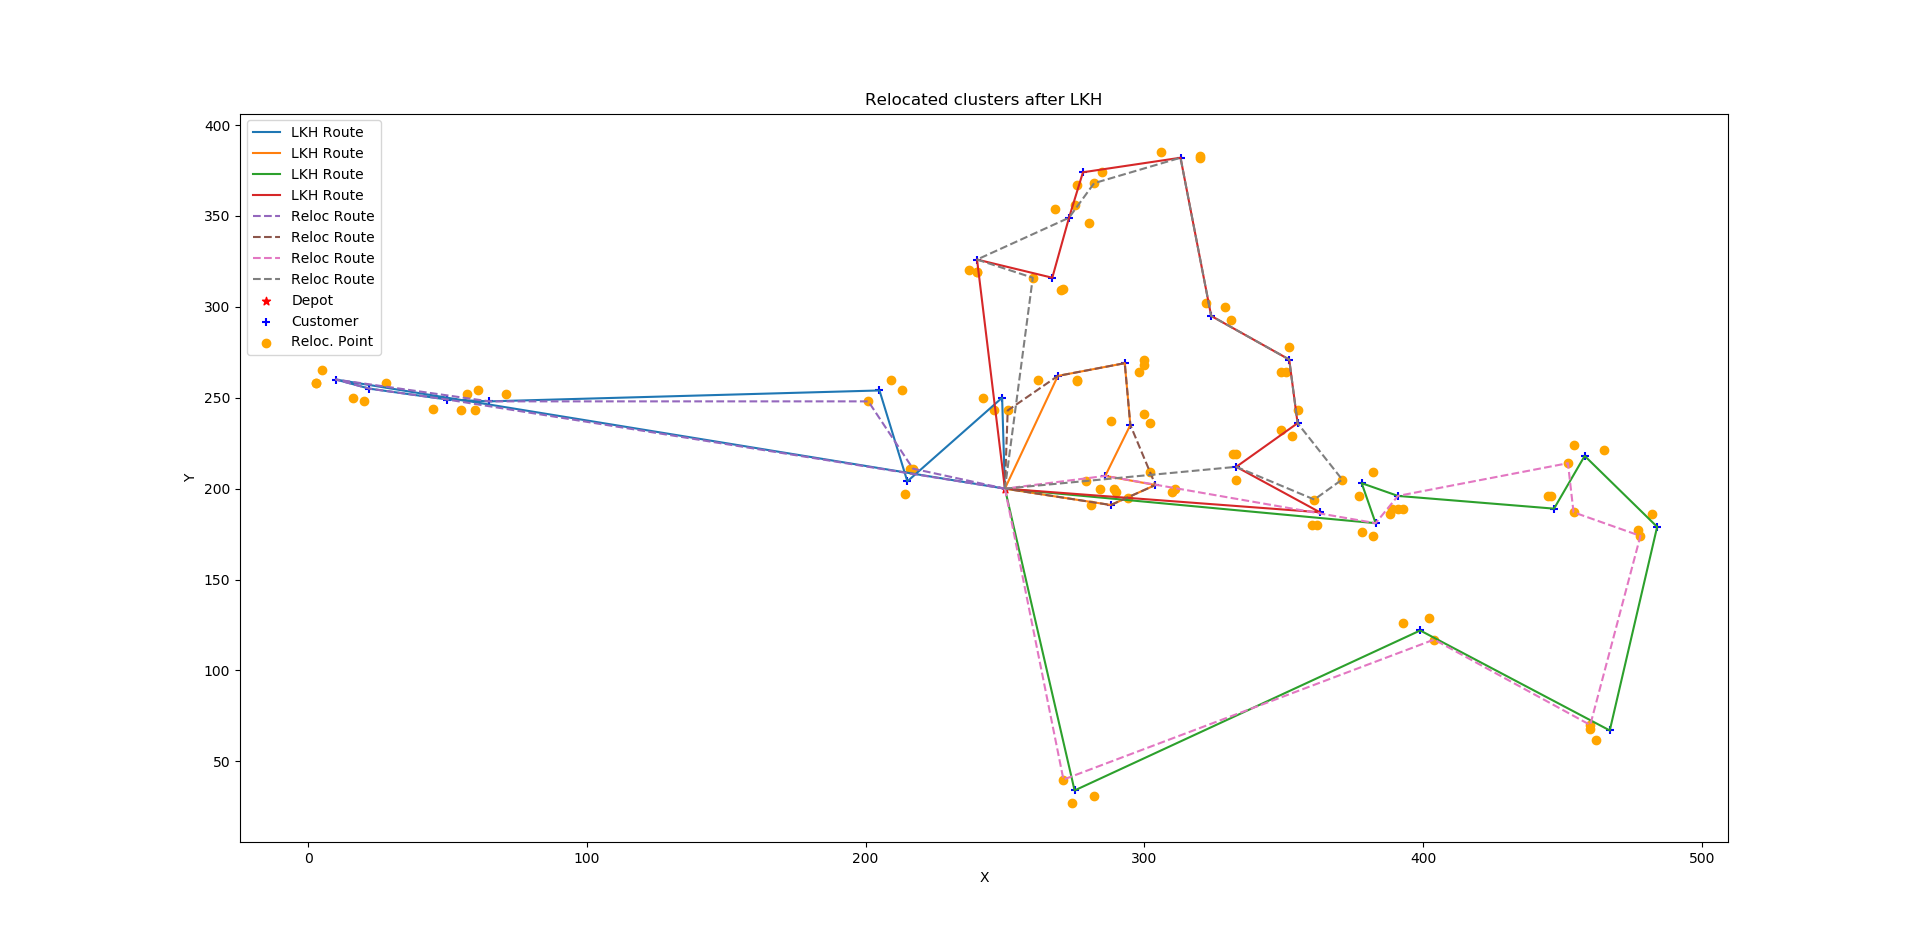 Relocated clusters after LKH
400
350
300
250
200
150
100
50
Y
LKH Route
LKH Route
LKH Route
LKH Route
Reloc Route
Reloc Route
Reloc Route
Reloc Route
Depot
Customer
Reloc. Point
0
100
200
300
400
500
X